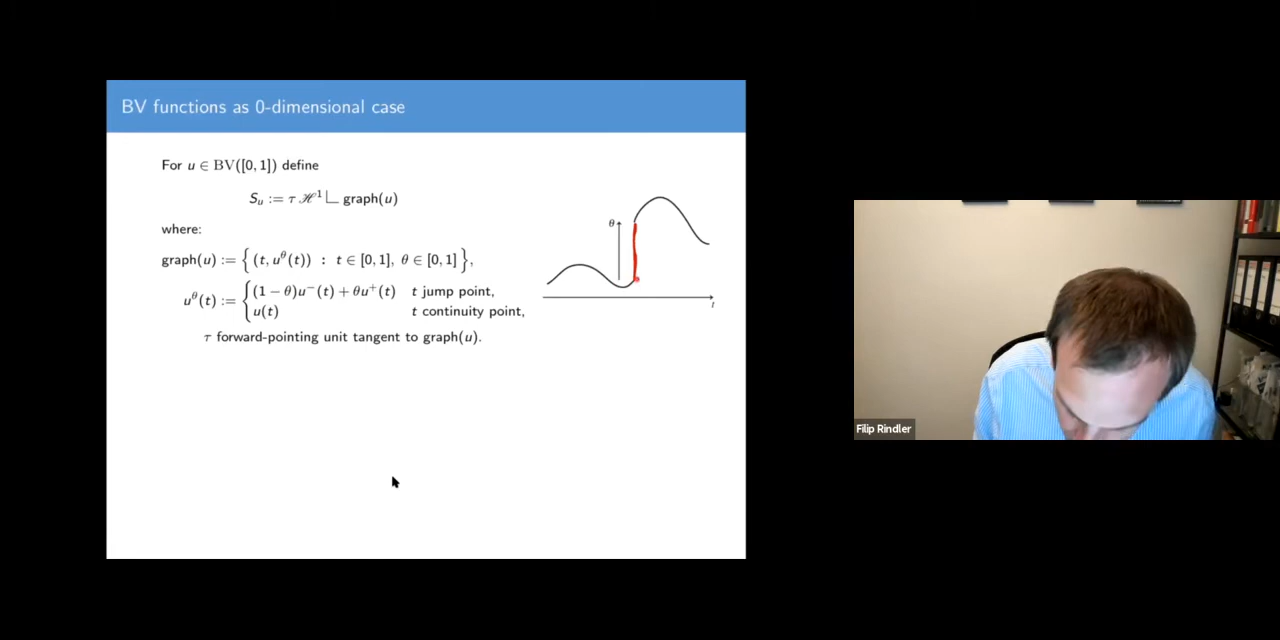 BV functions as 0-dimensional case
For u ∈ BV([0, 1]) define
S_u := τ ℋ¹ ⌞ graph(u)
where:
graph(u) := { (t, u^θ(t)) : t ∈ [0, 1], θ ∈ [0, 1] },
u^θ(t) := { (1 − θ)u⁻(t) + θu⁺(t) t jump point,
u(t) t continuity point,
τ forward-pointing unit tangent to graph(u).
θ
t
Filip Rindler